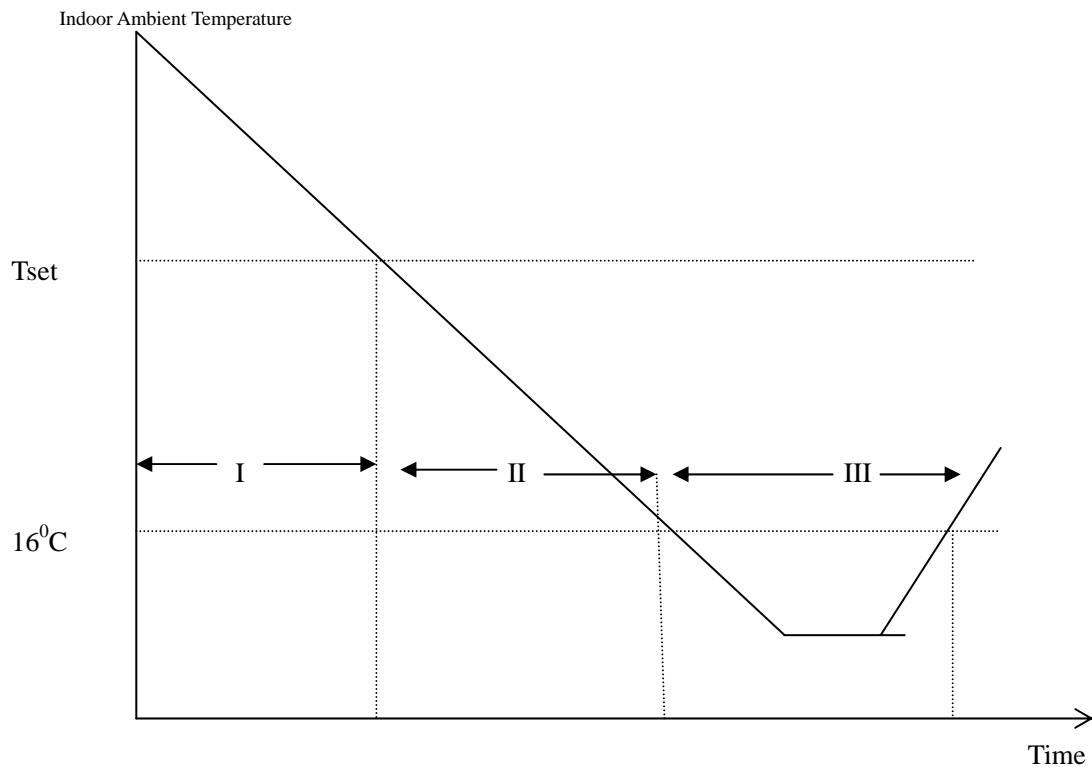 Indoor Ambient Temperature
Tset
I
II
III
16⁰C
Time